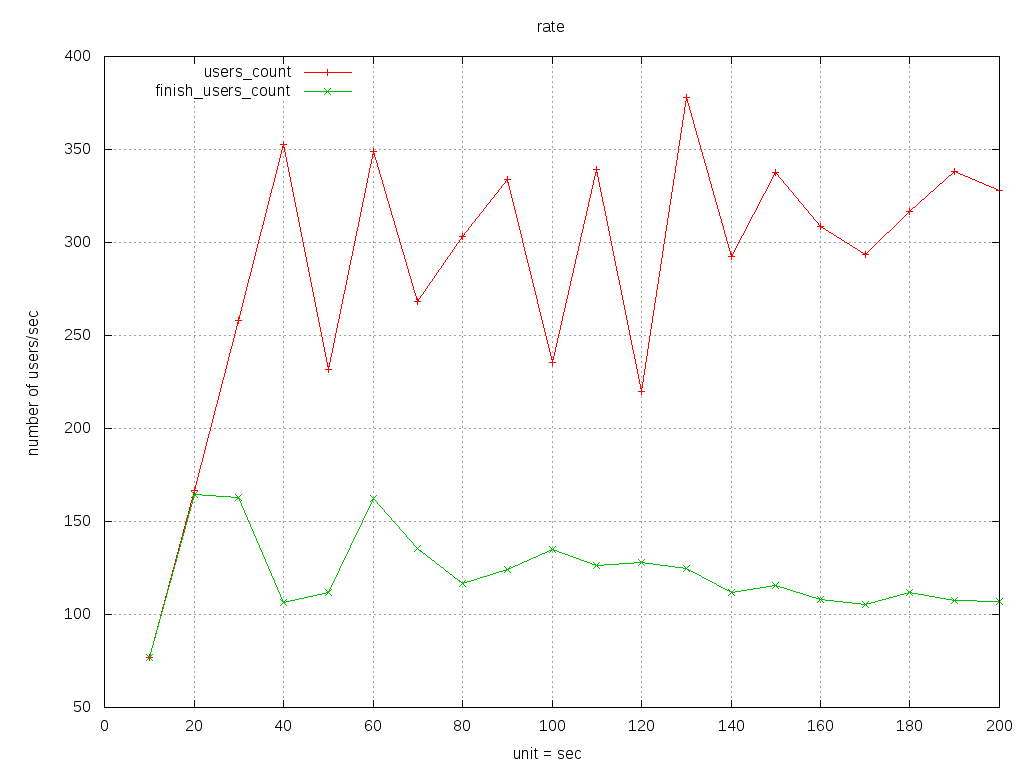 rate
400
350
300
250
200
150
100
50
users_count
finish_users_count
number of users/sec
0 20 40 60 80 100 120 140 160 180 200
unit = sec